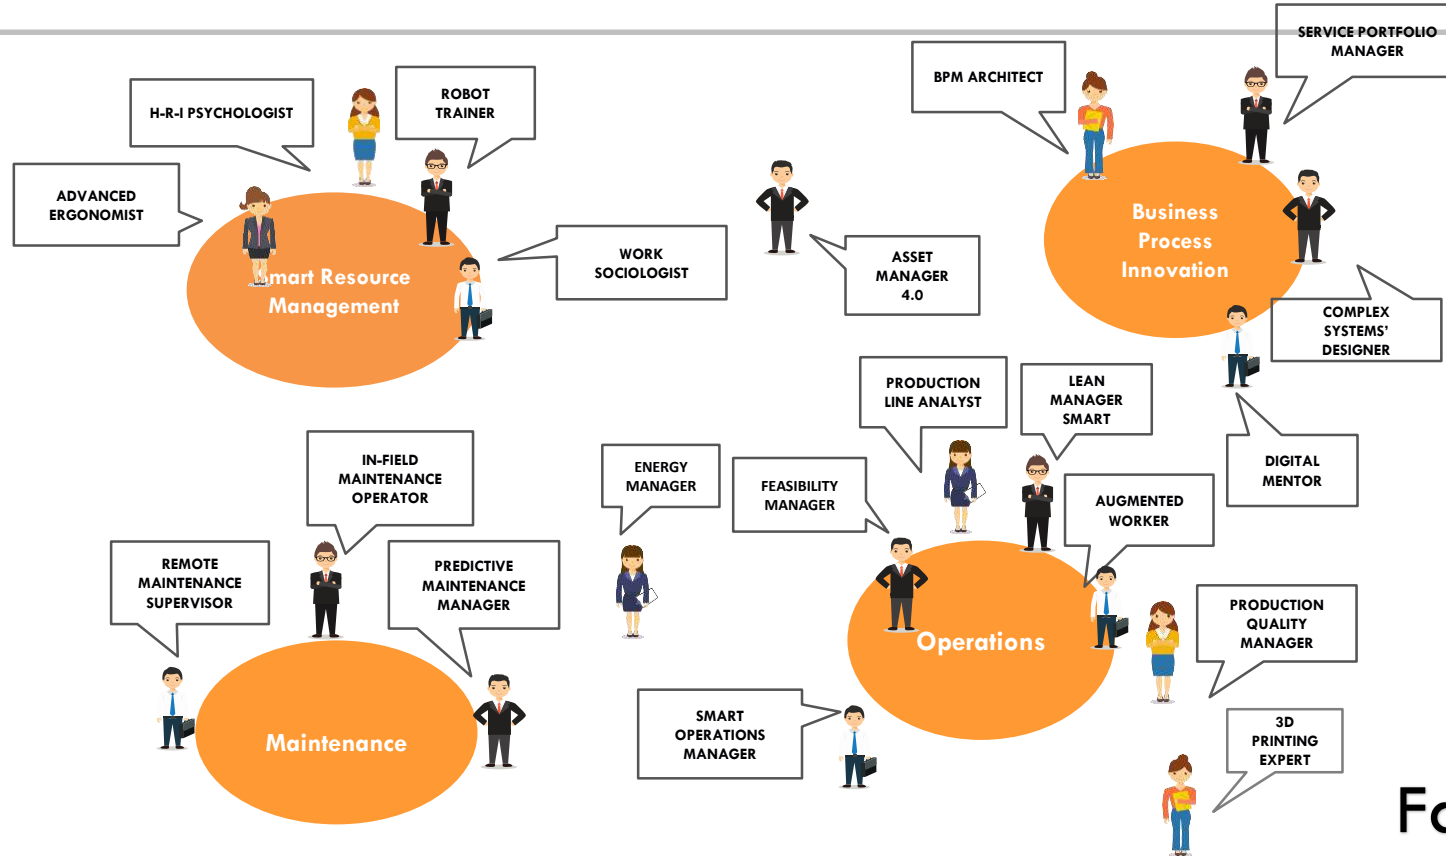 SERVICE PORTFOLIO
MANAGER
BPM ARCHITECT
H-R-I PSYCHOLOGIST
ROBOT
TRAINER
ADVANCED
ERGONOMIST
WORK
SOCIOLOGIST
ASSET
MANAGER
4.0
Business
Process
Innovation
mart Resource
Management
COMPLEX
SYSTEMS’
DESIGNER
PRODUCTION
LINE ANALYST
LEAN
MANAGER
SMART
DIGITAL
MENTOR
IN-FIELD
MAINTENANCE
OPERATOR
ENERGY
MANAGER
FEASIBILITY
MANAGER
AUGMENTED
WORKER
REMOTE
MAINTENANCE
SUPERVISOR
PREDICTIVE
MAINTENANCE
MANAGER
PRODUCTION
QUALITY
MANAGER
Operations
Maintenance
SMART
OPERATIONS
MANAGER
3D
PRINTING
EXPERT